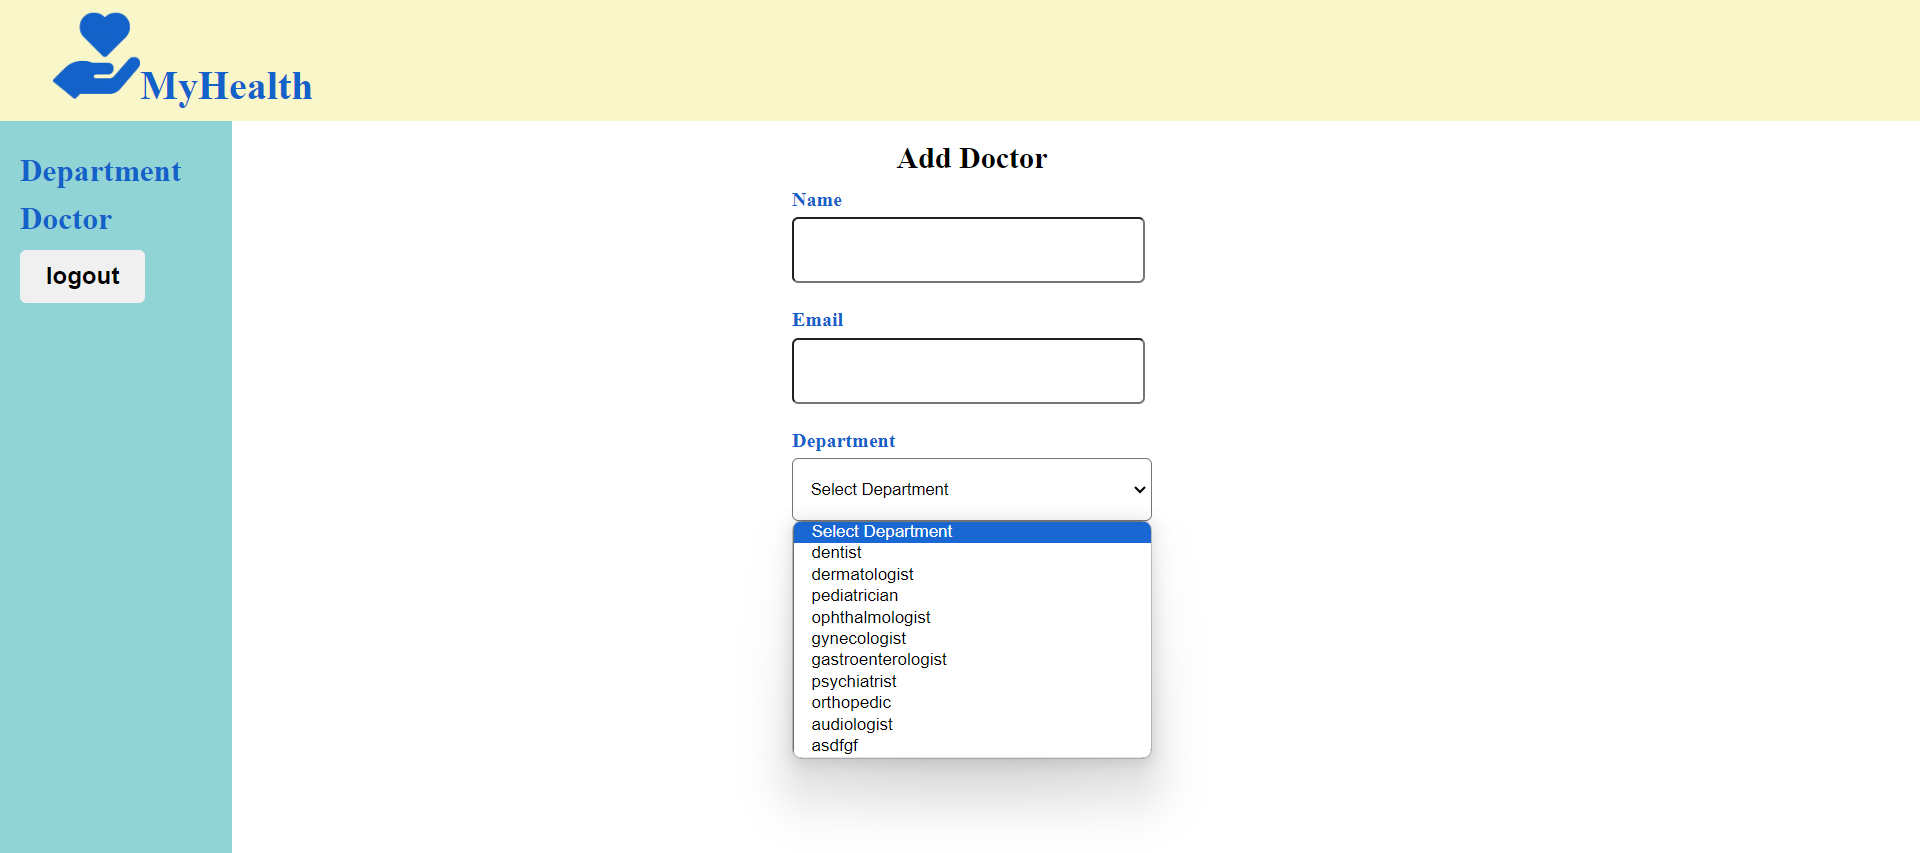 MyHealth
Department
Doctor
logout
Add Doctor
Name
Email
Department
Select Department
Select Department
dentist
dermatologist
pediatrician
ophthalmologist
gynecologist
gastroenterologist
psychiatrist
orthopedic
audiologist
asdfgf